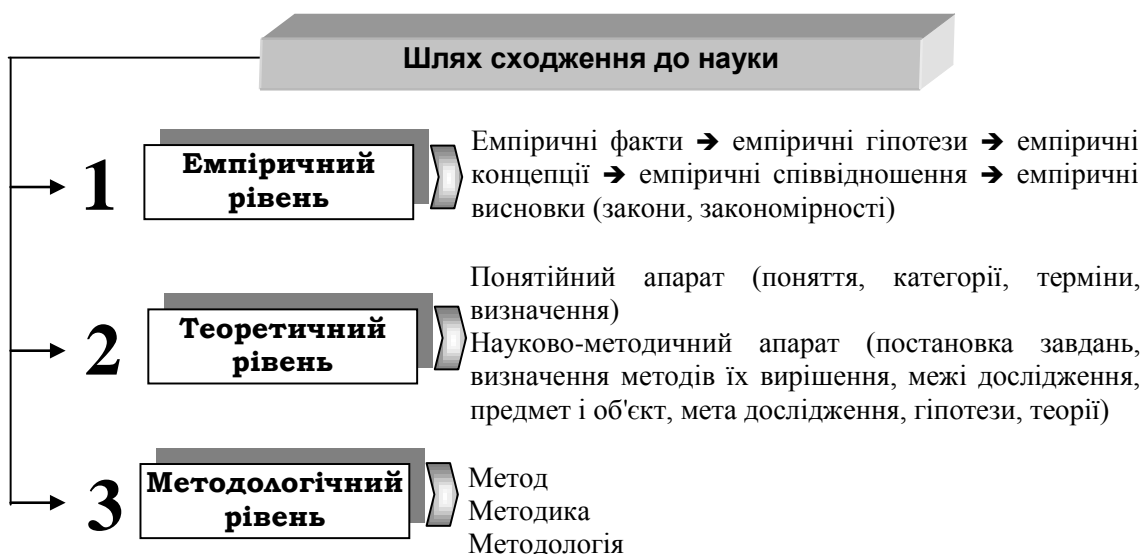 Шлях сходження до науки
1
Емпіричний
рівень
Емпіричні факти ➔ емпіричні гіпотези ➔ емпіричні
концепції ➔ емпіричні співвідношення ➔ емпіричні
висновки (закони, закономірності)
2
Теоретичний
рівень
Понятійний апарат (поняття, категорії, терміни,
визначення)
Науково-методичний апарат (постановка завдань,
визначення методів їх вирішення, межі дослідження,
предмет і об'єкт, мета дослідження, гіпотези, теорії)
3
Методологічний
рівень
Метод
Методика
Методологія